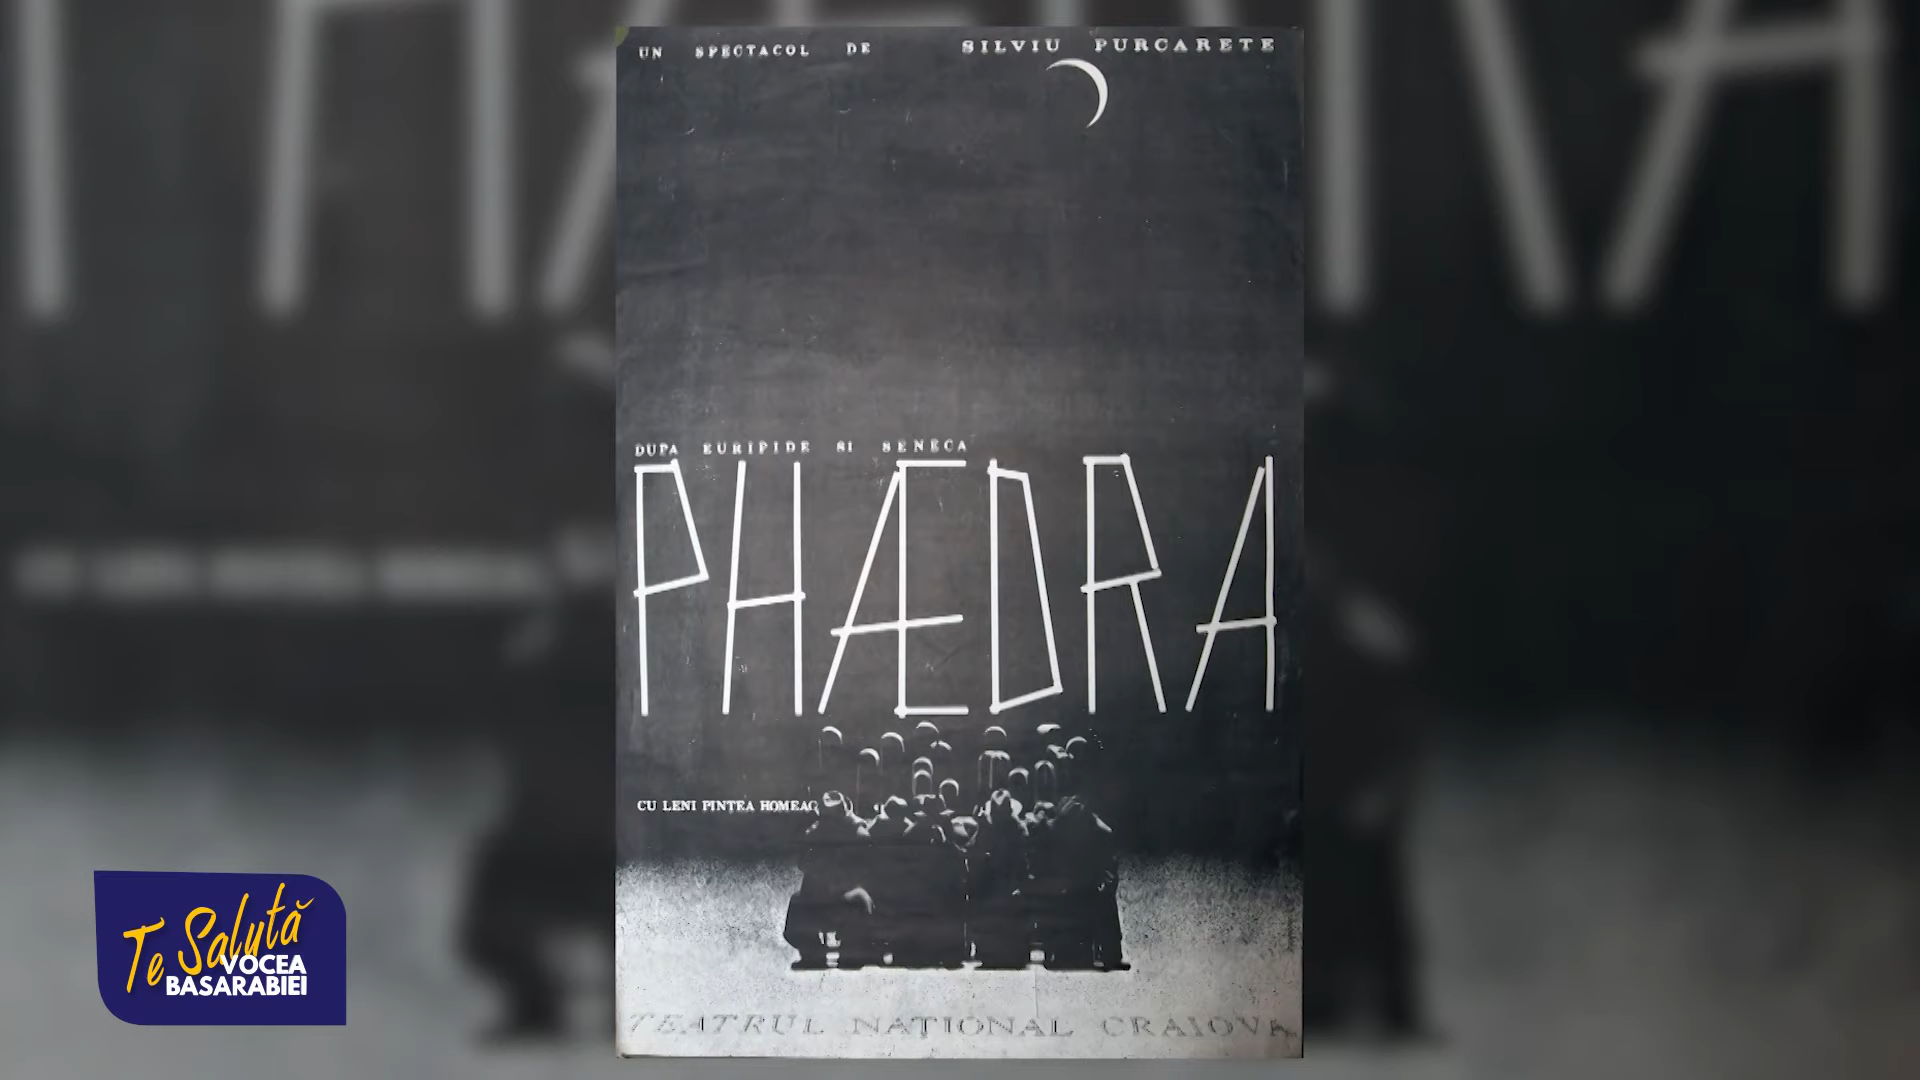 UN SPECTACOL DE SILVIU PURCARETE
DUPA EURIPIDE SI SENECA
PHÆDRA
CU LENI PINTEA HOMEAG
TEATRUL NAȚIONAL CRAIOVA
Te Salută
VOCEA
BASARABIEI